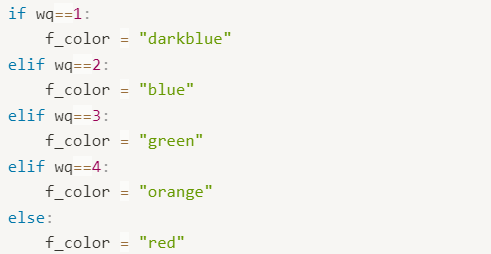 if wq==1:
    f_color = "darkblue"
elif wq==2:
    f_color = "blue"
elif wq==3:
    f_color = "green"
elif wq==4:
    f_color = "orange"
else:
    f_color = "red"